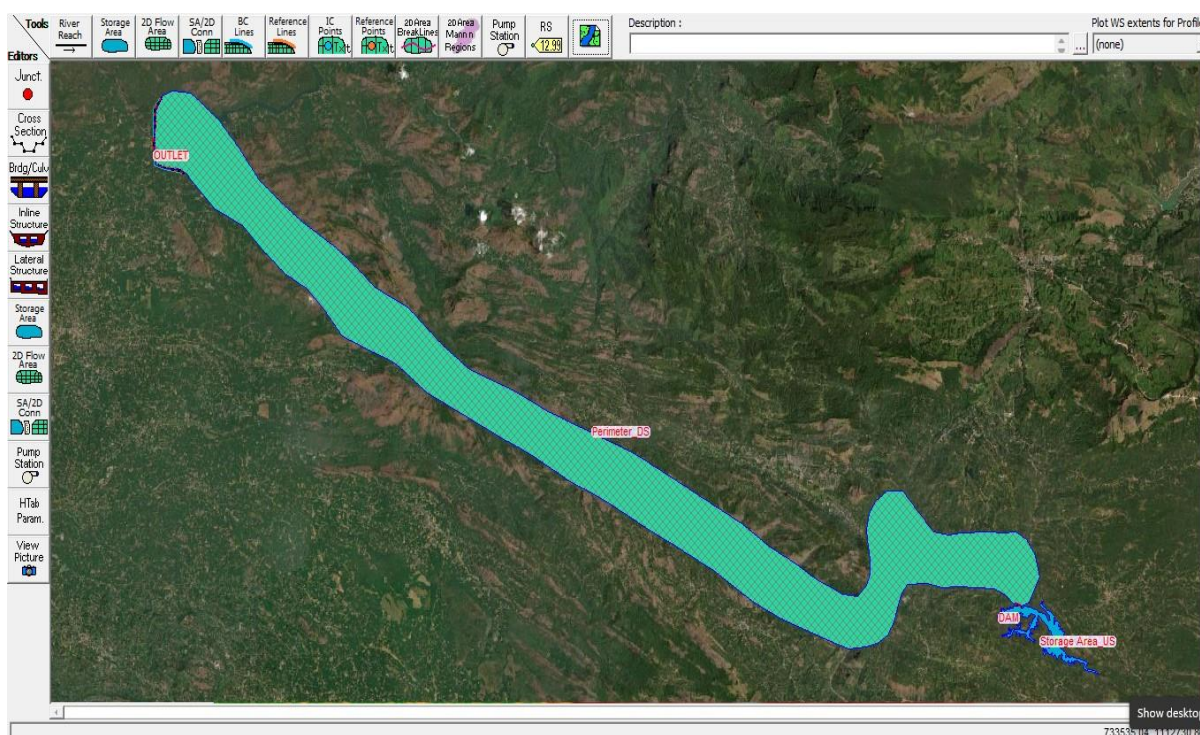 Tools
Editors
River
Reach
Storage
Area
2D Flow
Area
SA/2D
Conn
BC
Lines
Reference
Lines
IC
Points
Reference
Points
2D Area
BreakLines
2D Area
Mann n
Regions
Pump
Station
RS
12.99
Description :
...
Plot WS extents for Profile
(none)
Junct.
Cross
Section
Brdg/Culv
Inline
Structure
Lateral
Structure
Storage
Area
2D Flow
Area
SA/2D
Conn
Pump
Station
HTab
Param.
View
Picture
OUTLET
Perimeter_DS
DAM
Storage Area_US
Show desktop